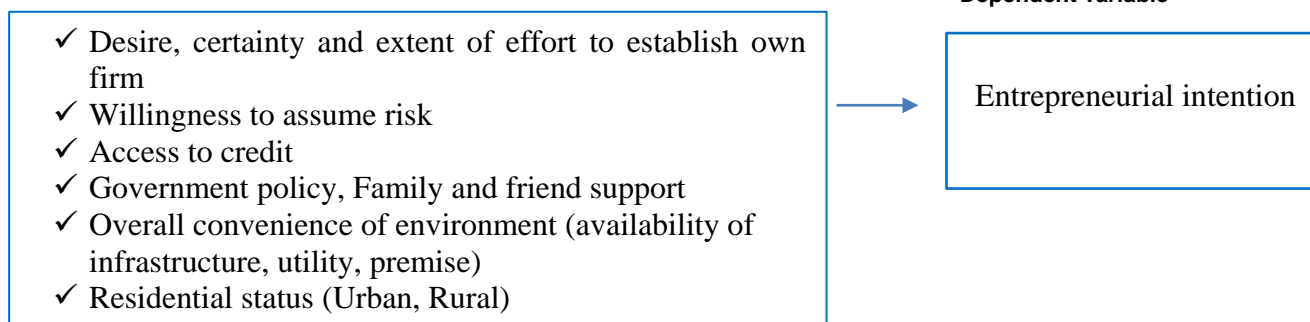 Dependent Variable
✓ Desire, certainty and extent of effort to establish own
firm
✓ Willingness to assume risk
✓ Access to credit
✓ Government policy, Family and friend support
✓ Overall convenience of environment (availability of
infrastructure, utility, premise)
✓ Residential status (Urban, Rural)
Entrepreneurial intention